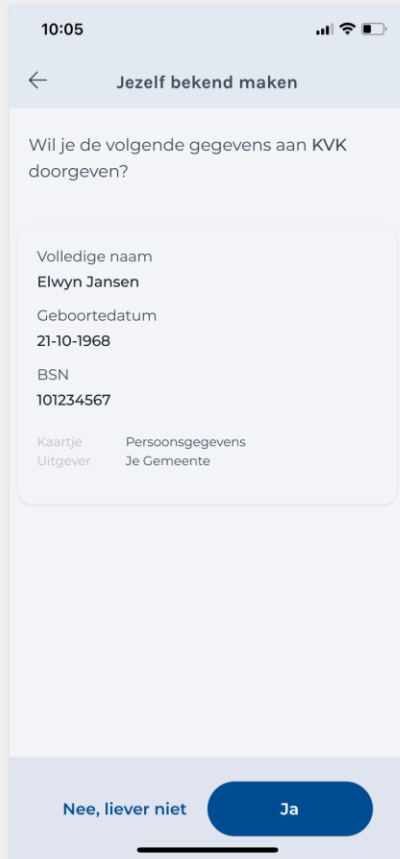 10:05
Jezelf bekend maken
Wil je de volgende gegevens aan KVK
doorgeven?
Volledige naam
Elwyn Jansen
Geboortedatum
21-10-1968
BSN
101234567
Kaartje Persoonsgegevens
Uitgever Je Gemeente
Nee, liever niet Ja